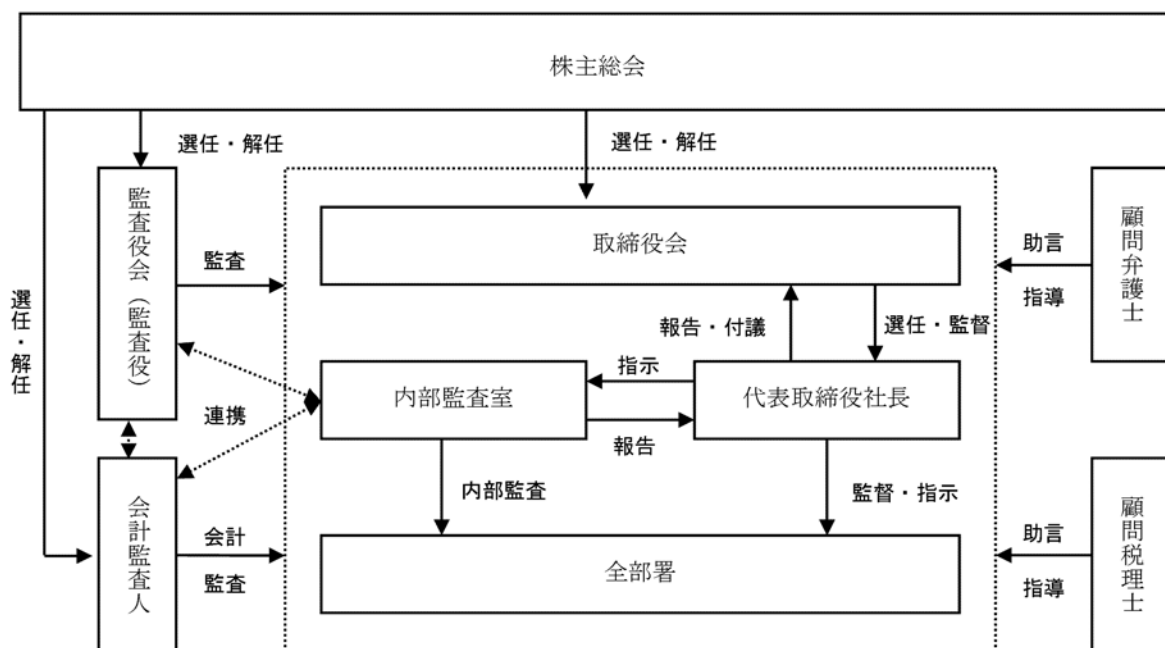 株主総会
選任・解任
選任・解任
選任・解任
監査役会（監査役）
監査
取締役会
顧問弁護士
助言
指導
報告・付議
選任・監督
指示
内部監査室
代表取締役社長
報告
連携
内部監査
監督・指示
会計監査人
会計
監査
全部署
助言
指導
顧問税理士